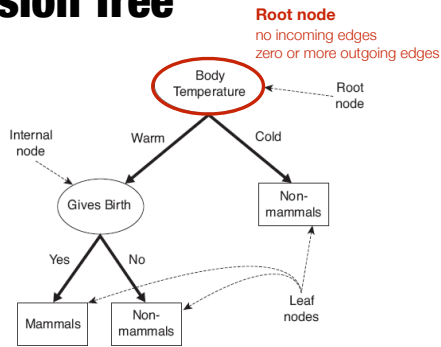 sion tree
Root node
no incoming edges
zero or more outgoing edges
Body
Temperature
Root
node
Internal
node
Warm
Cold
Gives Birth
Non-
mammals
Yes
No
Mammals
Non-
mammals
Leaf
nodes